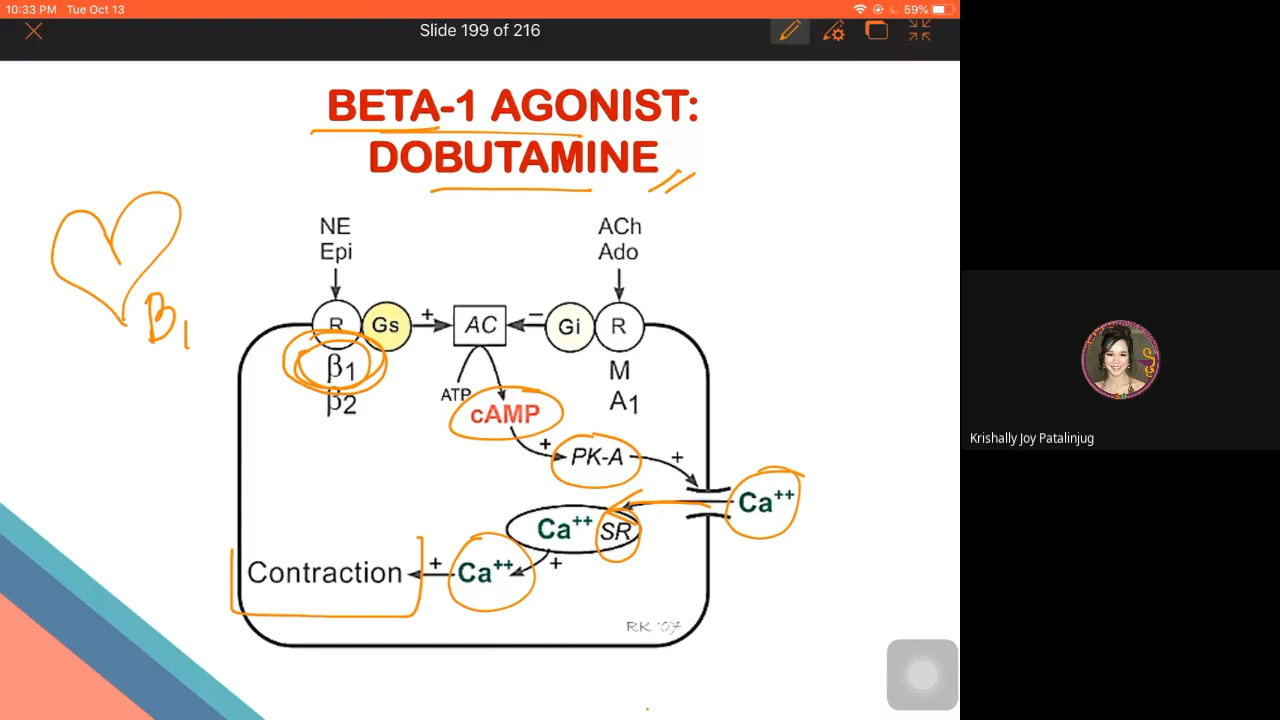 10:33 PM Tue Oct 13
59%
Slide 199 of 216
BETA-1 AGONIST:
DOBUTAMINE
NE
Epi
ACh
Ado
R
Gs
+
AC
−
Gi
R
B1
β1
β2
M
A1
ATP
cAMP
+
PK-A
+
Ca++
Ca++ SR
+
Ca++
+
Contraction
RK '07
Krishally Joy Patalinjug